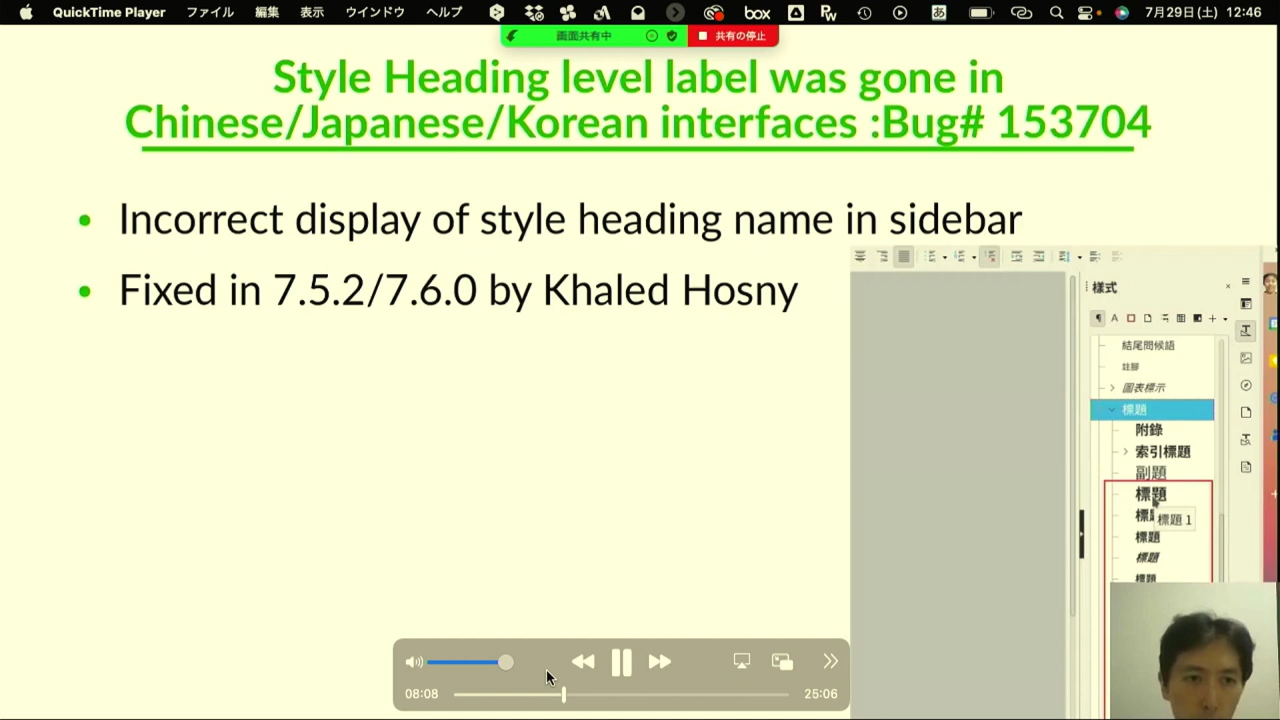 QuickTime Player ファイル 編集 表示 ウインドウ ヘルプ box あ 7月29日(土) 12:46
画面共有中 共有の停止
Style Heading level label was gone in
Chinese/Japanese/Korean interfaces :Bug# 153704
• Incorrect display of style heading name in sidebar
• Fixed in 7.5.2/7.6.0 by Khaled Hosny
樣式
結尾問候語
註腳
圖表標示
標題
附錄
索引標題
副題
標題
標題 1
標題
標題
標題
08:08 25:06